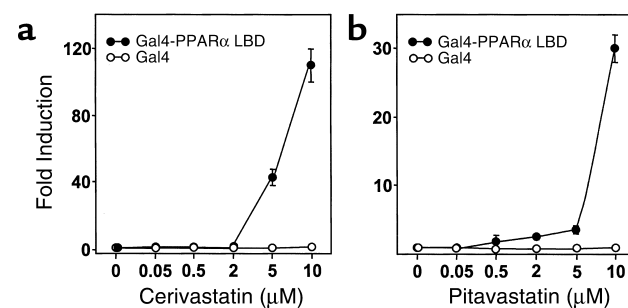 a
120
80
40
0
Fold Induction
Gal4-PPARα LBD
Gal4
0 0.05 0.5 2 5 10
Cerivastatin (μM)
b
30
20
10
Gal4-PPARα LBD
Gal4
0 0.05 0.5 2 5 10
Pitavastatin (μM)